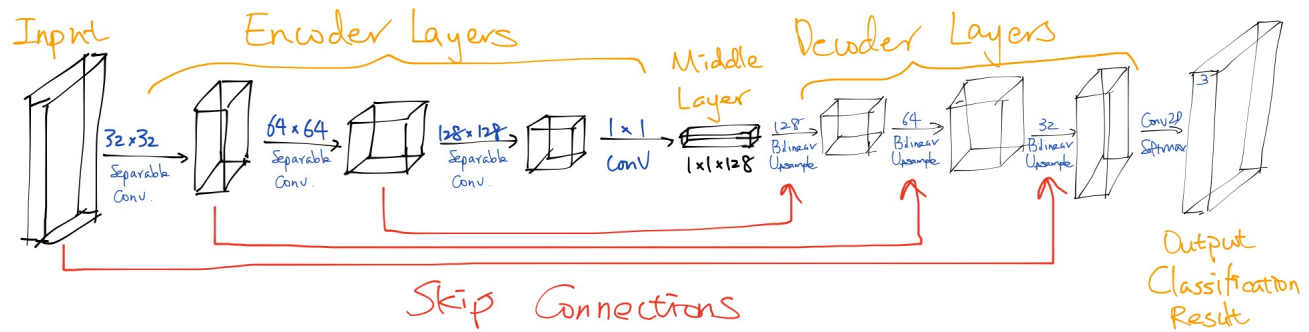 Input
Encoder Layers
Middle
Layer
Decoder Layers
32×32
Separable
Conv.
64×64
Separable
Conv.
128×128
Separable
Conv.
1×1
Conv
1×1×128
128
Bilinear
Upsample
64
Bilinear
Upsample
32
Bilinear
Upsample
Conv2D
Softmax
3
Output
Classification
Result
Skip Connections